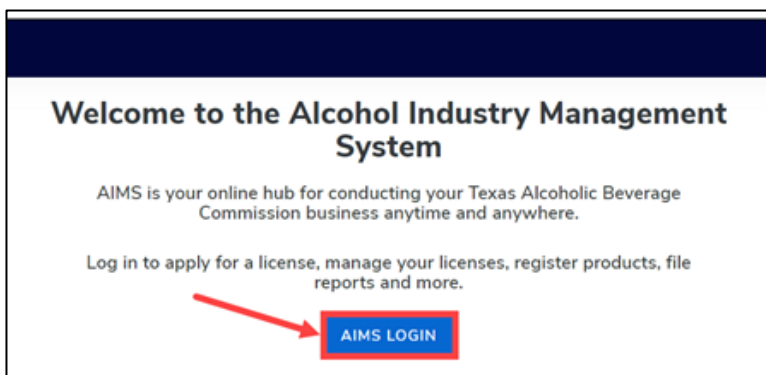 Welcome to the Alcohol Industry Management
System
AIMS is your online hub for conducting your Texas Alcoholic Beverage
Commission business anytime and anywhere.
Log in to apply for a license, manage your licenses, register products, file
reports and more.
AIMS LOGIN